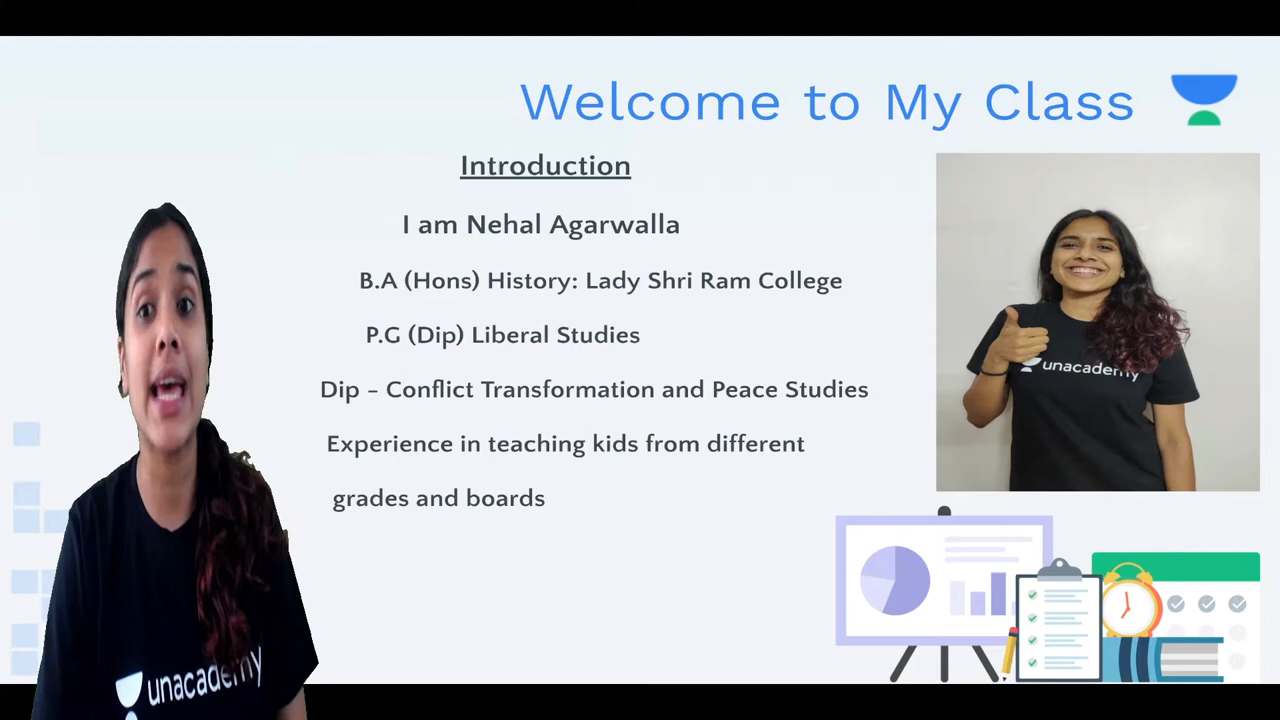 Welcome to My Class
Introduction
I am Nehal Agarwalla
B.A (Hons) History: Lady Shri Ram College
P.G (Dip) Liberal Studies
Dip – Conflict Transformation and Peace Studies
Experience in teaching kids from different
grades and boards
unacademy
unacademy